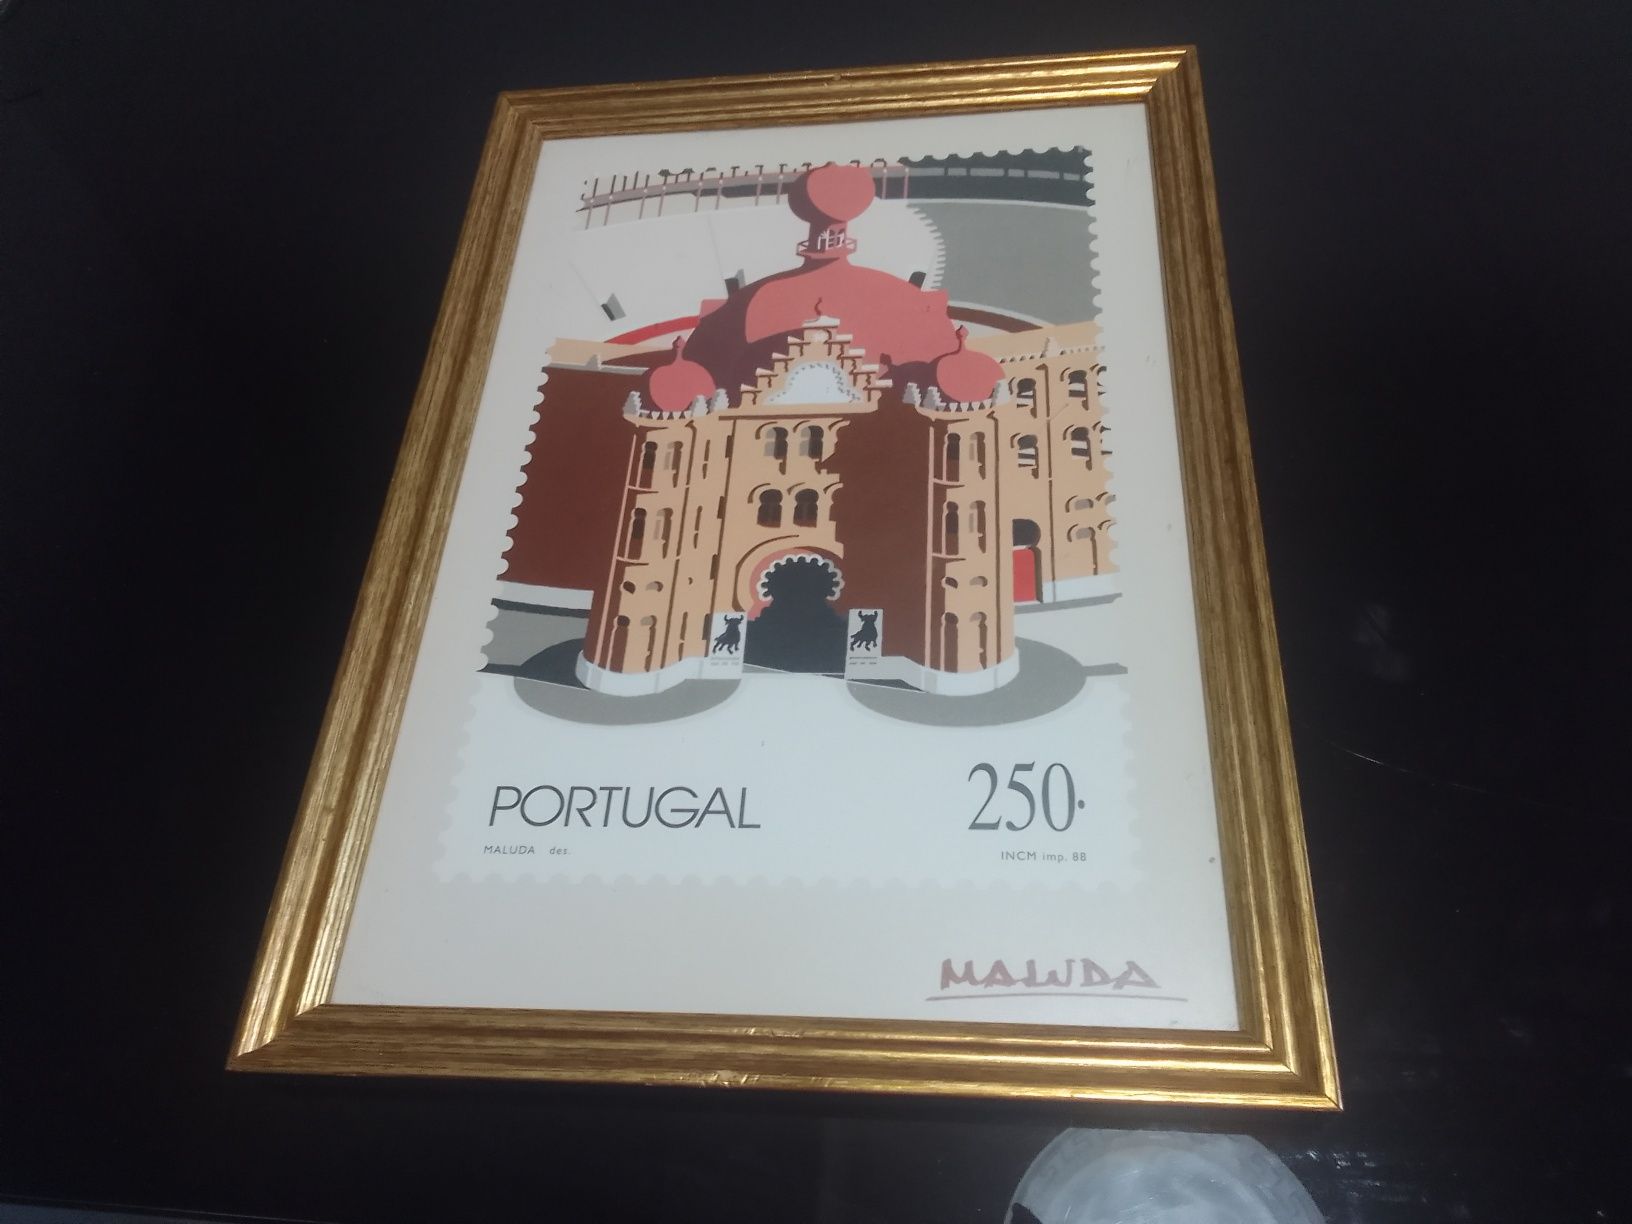 PORTUGAL 250.
MALUDA des. INCM imp. 88
MALUDA